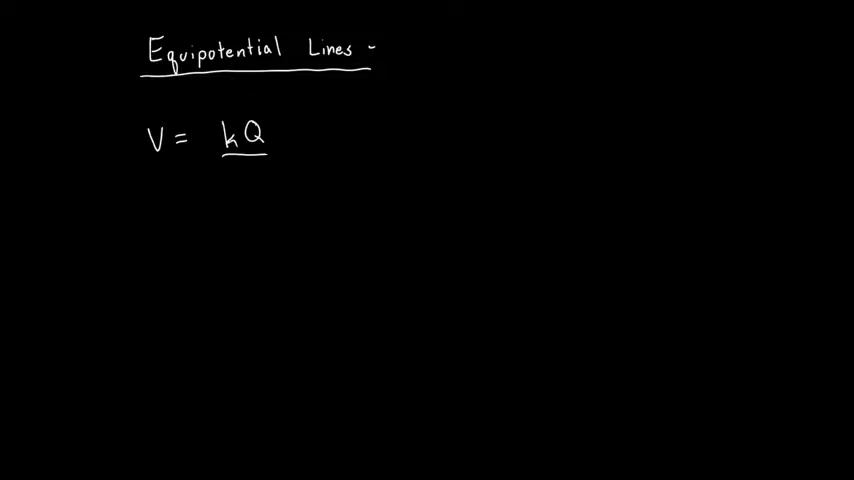 Equipotential Lines -
V = kQ